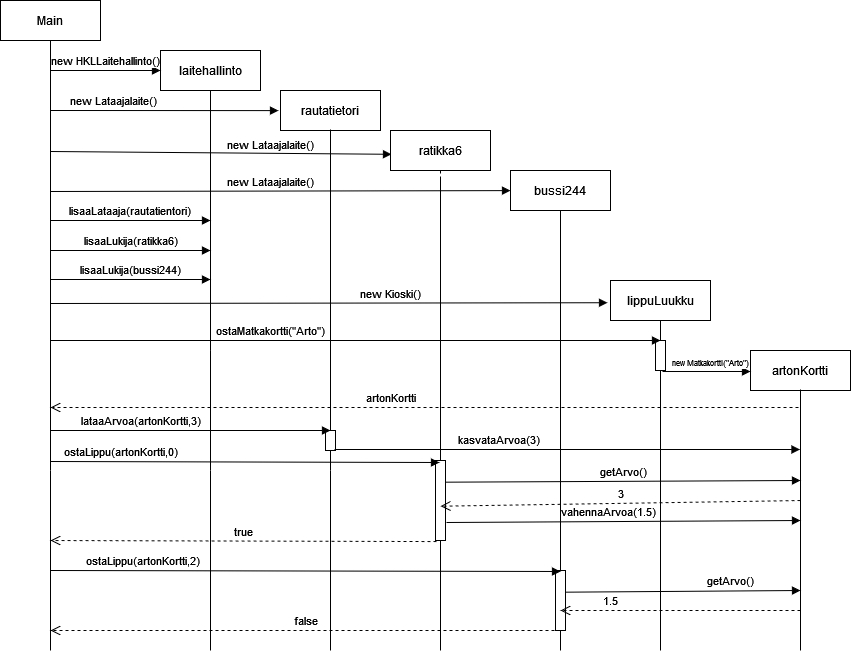 Main
new HKLLaitehallinto()
laitehallinto
new Lataajalaite()
rautatietori
new Lataajalaite()
ratikka6
new Lataajalaite()
bussi244
lisaaLataaja(rautatientori)
lisaaLukija(ratikka6)
lisaaLukija(bussi244)
new Kioski()
lippuLuukku
ostaMatkakortti("Arto")
new Matkakortti("Arto")
artonKortti
artonKortti
lataaArvoa(artonKortti,3)
kasvataArvoa(3)
ostaLippu(artonKortti,0)
getArvo()
3
vahennaArvoa(1.5)
true
ostaLippu(artonKortti,2)
getArvo()
1.5
false